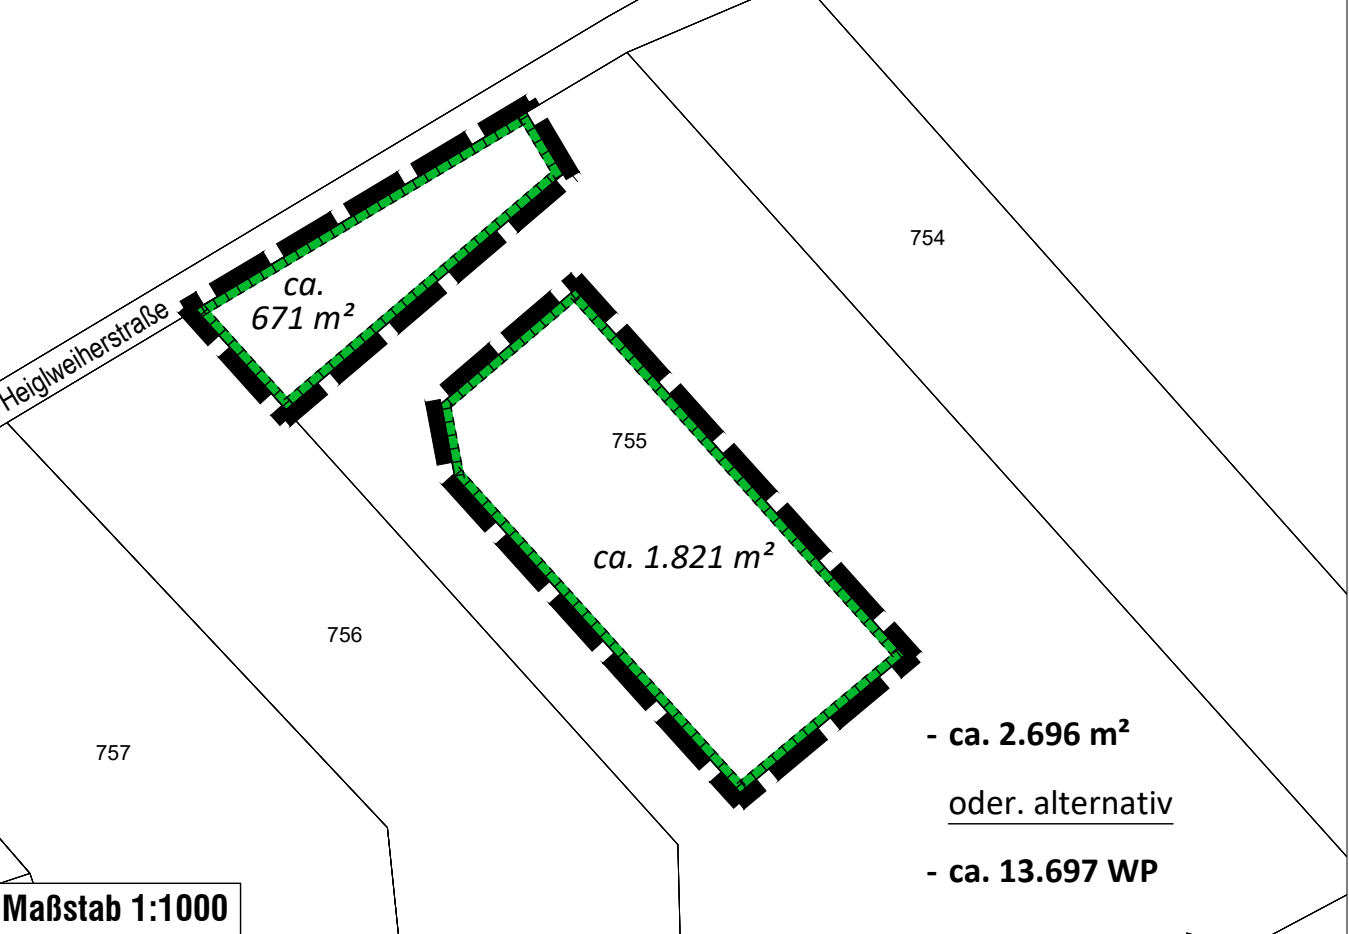 754
ca.
671 m²
Heiglweiherstraße
755
ca. 1.821 m²
756
757
- ca. 2.696 m²
oder. alternativ
- ca. 13.697 WP
Maßstab 1:1000